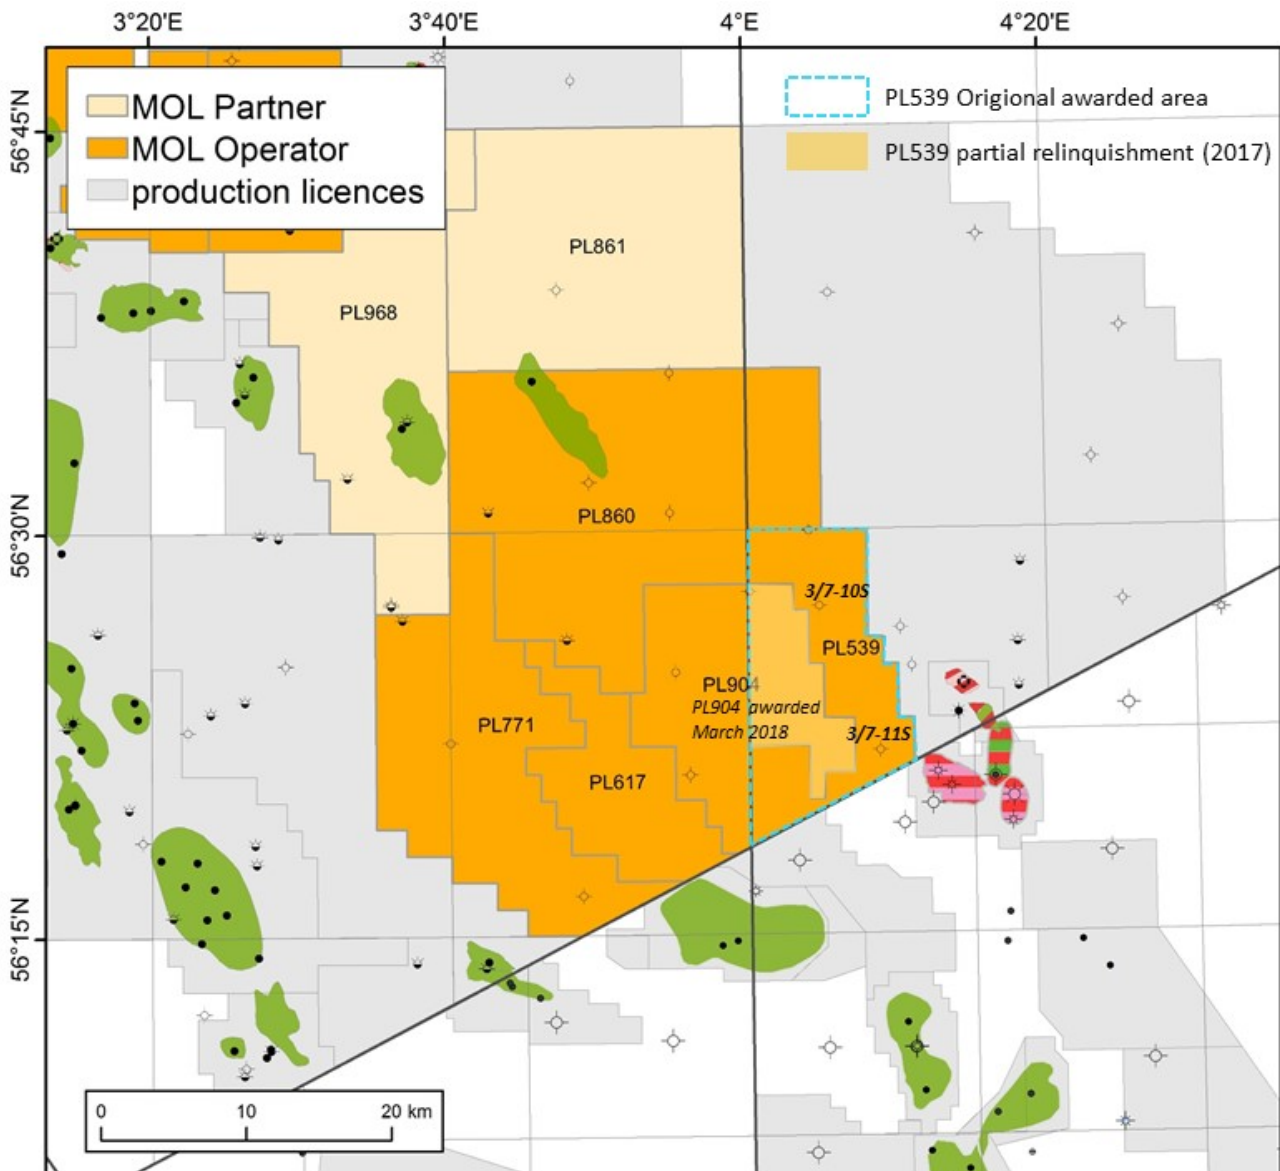 3°20'E 3°40'E 4°'E 4°20'E
56°45'N
MOL Partner
MOL Operator
production licences
PL539 Origional awarded area
PL539 partial relinquishment (2017)
PL861
PL968
56°30'N
PL860
3/7-10S
PL539
PL904
PL904 awarded
March 2018
3/7-11S
PL771
PL617
56°15'N
0 10 20 km